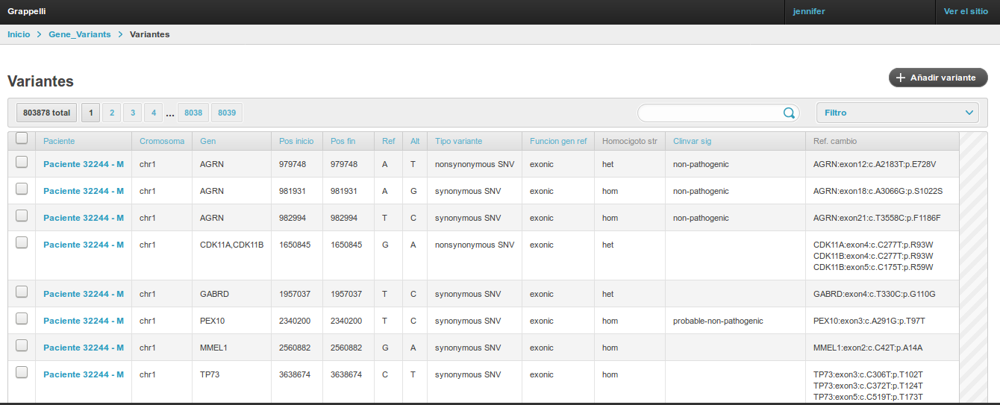 Grappelli jennifer Ver el sitio
Inicio Gene_Variants Variantes
Variantes Añadir variante
803878 total 1 2 3 4 ... 8038 8039 Filtro
Paciente Cromosoma Gen Pos inicio Pos fin Ref Alt Tipo variante Funcion gen ref Homocigoto str Clinvar sig Ref. cambio
Paciente 32244 - M chr1 AGRN 979748 979748 A T nonsynonymous SNV exonic het non-pathogenic AGRN:exon12:c.A2183T:p.E728V
Paciente 32244 - M chr1 AGRN 981931 981931 A G synonymous SNV exonic hom non-pathogenic AGRN:exon18:c.A3066G:p.S1022S
Paciente 32244 - M chr1 AGRN 982994 982994 T C synonymous SNV exonic hom non-pathogenic AGRN:exon21:c.T3558C:p.F1186F
Paciente 32244 - M chr1 CDK11A,CDK11B 1650845 1650845 G A nonsynonymous SNV exonic het CDK11A:exon4:c.C277T:p.R93W
CDK11B:exon4:c.C277T:p.R93W
CDK11B:exon5:c.C175T:p.R59W
Paciente 32244 - M chr1 GABRD 1957037 1957037 T C synonymous SNV exonic het GABRD:exon4:c.T330C:p.G110G
Paciente 32244 - M chr1 PEX10 2340200 2340200 T C synonymous SNV exonic hom probable-non-pathogenic PEX10:exon3:c.A291G:p.T97T
Paciente 32244 - M chr1 MMEL1 2560882 2560882 G A synonymous SNV exonic hom MMEL1:exon2:c.C42T:p.A14A
Paciente 32244 - M chr1 TP73 3638674 3638674 C T synonymous SNV exonic hom TP73:exon3:c.C306T:p.T102T
TP73:exon3:c.C372T:p.T124T
TP73:exon5:c.C519T:p.T173T